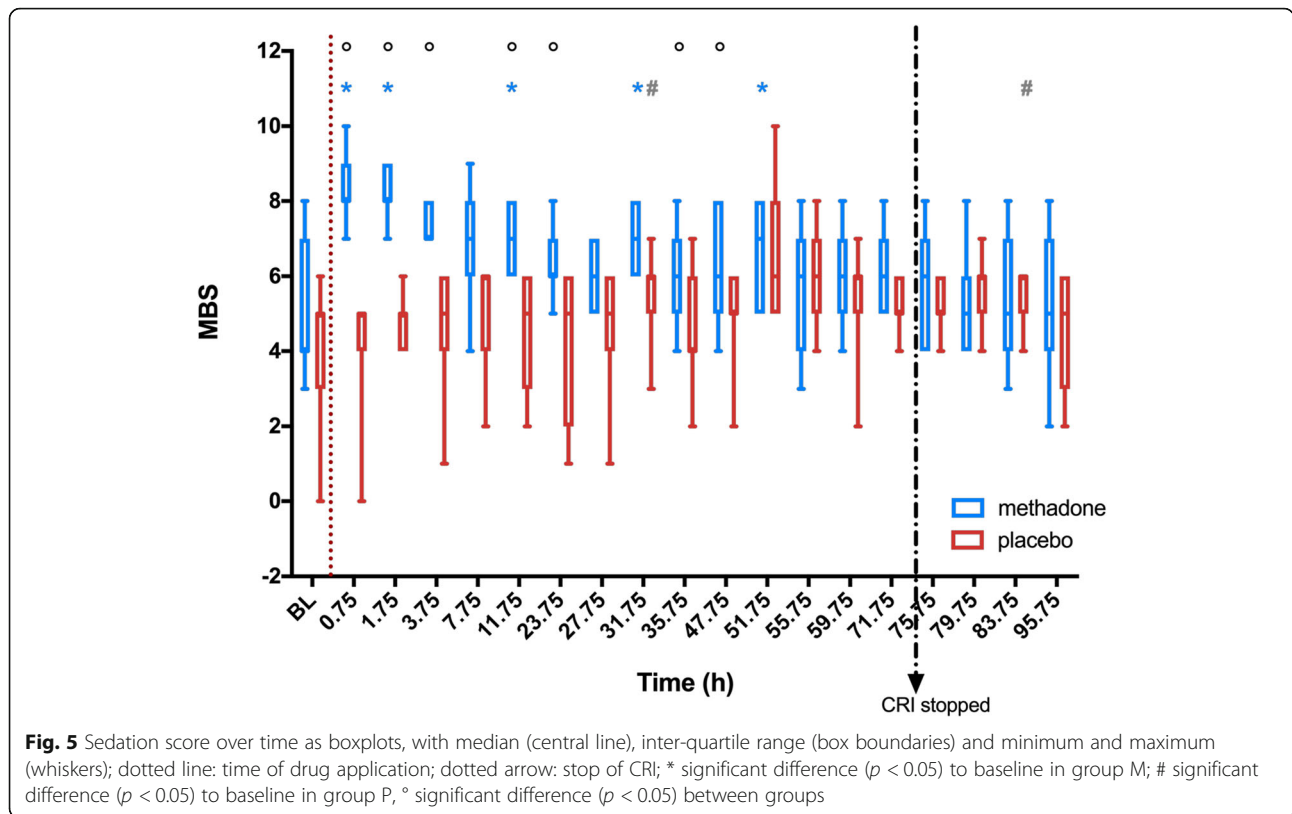 12
10
8
6
4
2
0
-2
MBS
° ° ° ° ° ° °
* * * * # * #
methadone
placebo
BL 0.75 1.75 3.75 7.75 11.75 23.75 27.75 31.75 35.75 47.75 51.75 55.75 59.75 71.75 75.75 79.75 83.75 95.75
Time (h)
CRI stopped
Fig. 5 Sedation score over time as boxplots, with median (central line), inter-quartile range (box boundaries) and minimum and maximum
(whiskers); dotted line: time of drug application; dotted arrow: stop of CRI; * significant difference (p < 0.05) to baseline in group M; # significant
difference (p < 0.05) to baseline in group P, ° significant difference (p < 0.05) between groups